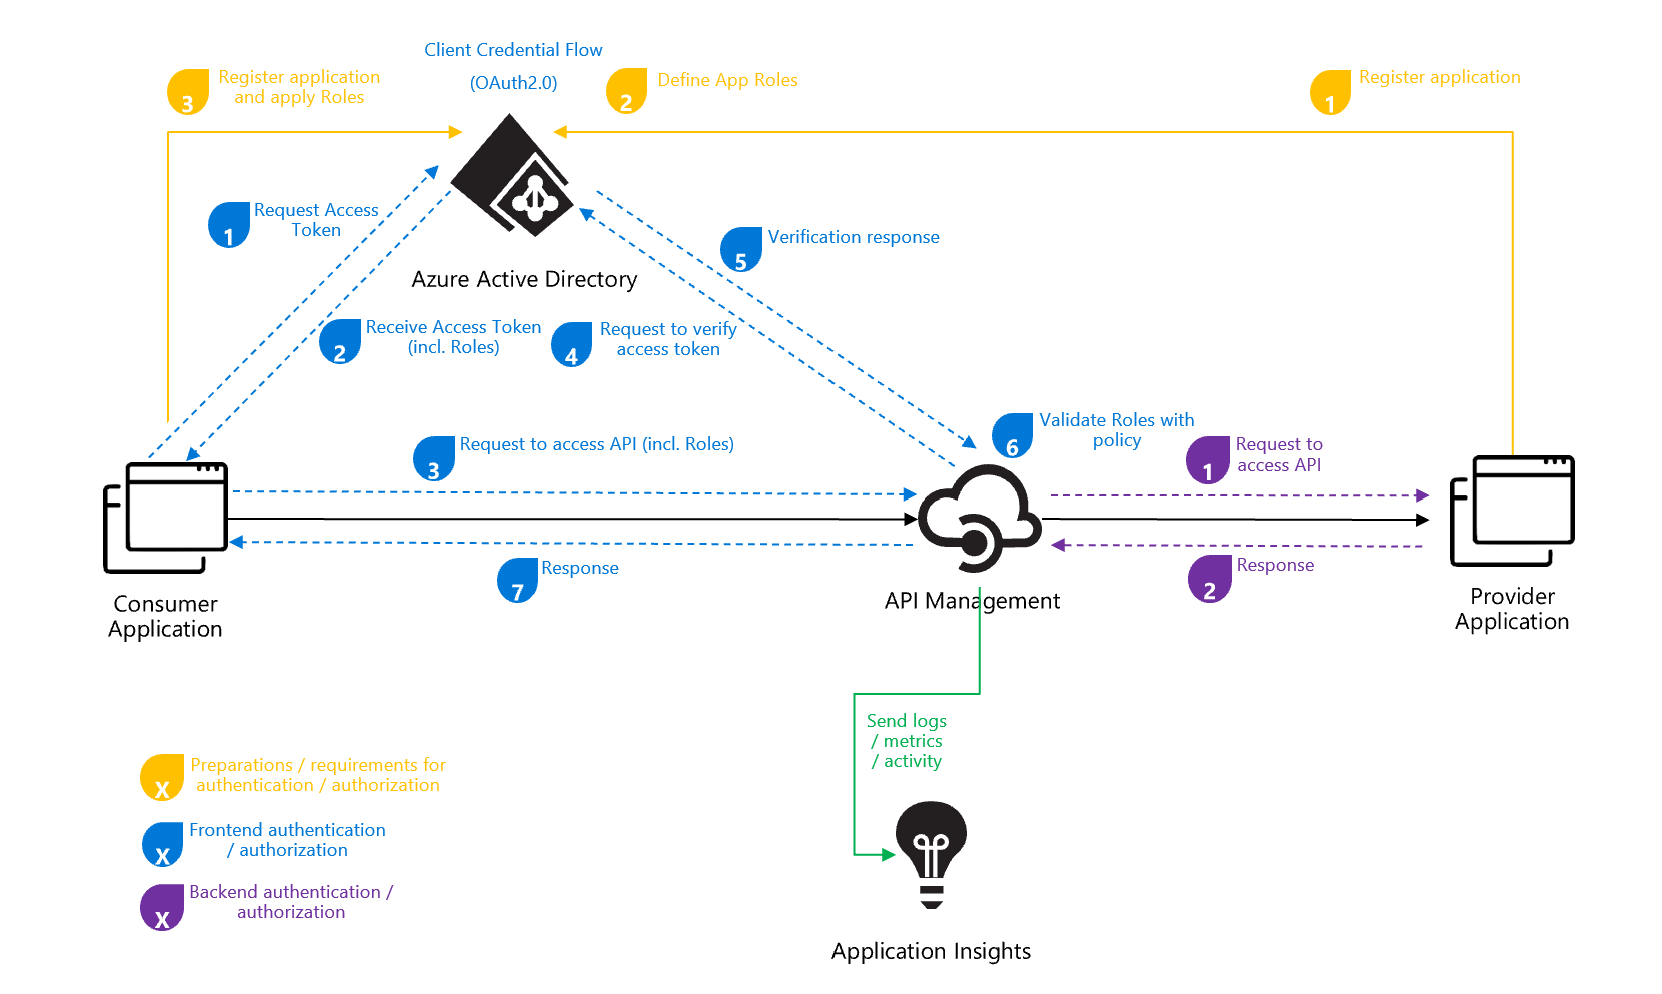 Client Credential Flow
(OAuth2.0)
3
Register application
and apply Roles
2
Define App Roles
1
Register application
1
Request Access
Token
5
Verification response
Azure Active Directory
2
Receive Access Token
(incl. Roles)
4
Request to verify
access token
3
Request to access API (incl. Roles)
6
Validate Roles with
policy
1
Request to
access API
7
Response
2
Response
Consumer
Application
API Management
Provider
Application
Send logs
/ metrics
/ activity
X
Preparations / requirements for
authentication / authorization
X
Frontend authentication
/ authorization
X
Backend authentication /
authorization
Application Insights